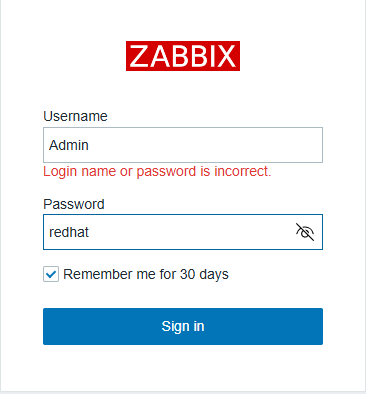 ZABBIX
Username
Admin
Login name or password is incorrect.
Password
redhat
Remember me for 30 days
Sign in